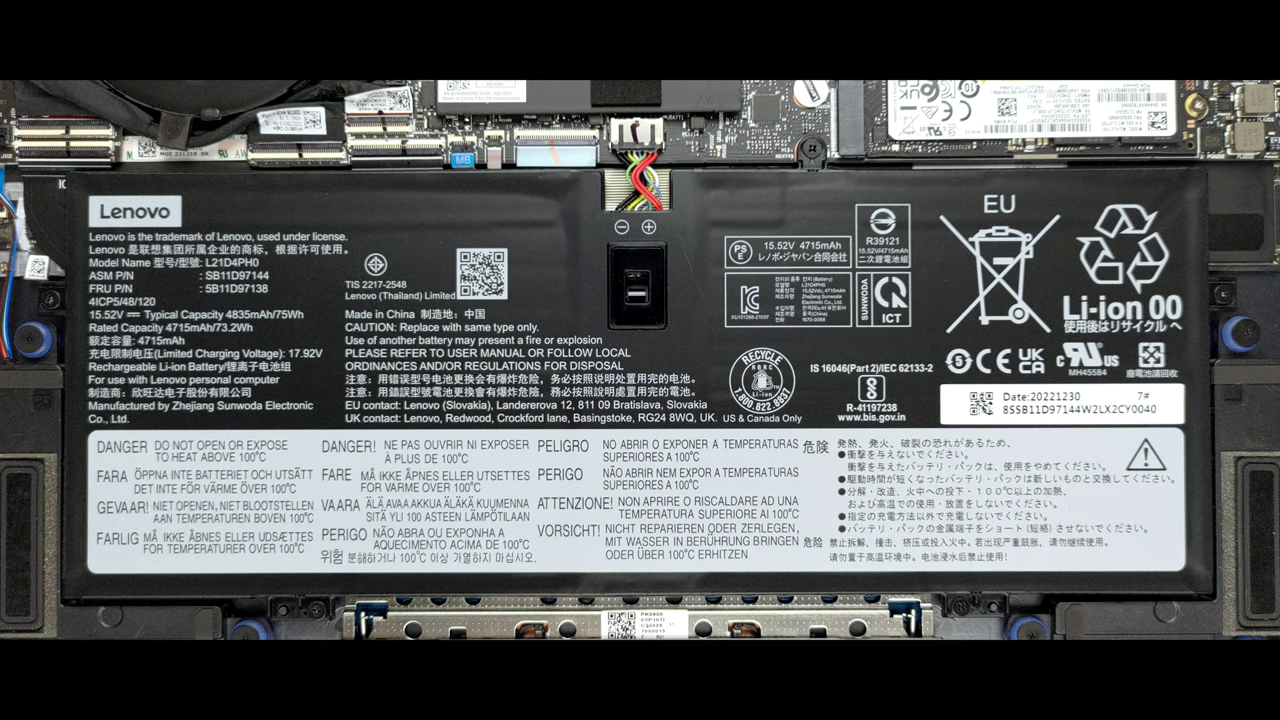 MB
Lenovo
Lenovo is the trademark of Lenovo, used under license.
Lenovo 是联想集团所属企业的商标，根据许可使用。
Model Name 型号/型號: L21D4PH0
ASM P/N : SB11D97144
FRU P/N : 5B11D97138
4ICP5/48/120
15.52V⎓ Typical Capacity 4835mAh/75Wh
Rated Capacity 4715mAh/73.2Wh
额定容量: 4715mAh
充电限制电压(Limited Charging Voltage): 17.92V
Rechargeable Li-ion Battery/锂离子电池组
For use with Lenovo personal computer
制造商：欣旺达电子股份有限公司
Manufactured by Zhejiang Sunwoda Electronic
Co., Ltd.
TIS 2217-2548
Lenovo (Thailand) Limited
Made in China 制造地：中国
CAUTION: Replace with same type only.
Use of another battery may present a fire or explosion
PLEASE REFER TO USER MANUAL OR FOLLOW LOCAL
ORDINANCES AND/OR REGULATIONS FOR DISPOSAL
注意：用错误型号电池更换会有爆炸危险，务必按照说明处置用完的电池。
注意：用錯誤型號電池更換會有爆炸危險，務必按照說明處置用完的電池。
EU contact: Lenovo (Slovakia), Landererova 12, 811 09 Bratislava, Slovakia
UK contact: Lenovo, Redwood, Crockford lane, Basingstoke, RG24 8WQ, UK.
− +
PS
E
15.52V 4715mAh
レノボ・ジャパン合同会社
R39121
15.52V/4715mAh
二次鋰電池組
L21D4PH0
XU101268-21097
SUNWODA
ICT
RECYCLE
RBRC
Li-ion
1.800.822.8837
US & Canada Only
IS 16046(Part 2)/IEC 62133-2
R-41197238
www.bis.gov.in
EU
Li-ion 00
使用後はリサイクルへ
5 CE UK CA RU US
MH45584
廢電池請回收
Date:20221230 7#
8SSB11D97144W2LX2CY0040
DANGER DO NOT OPEN OR EXPOSE
TO HEAT ABOVE 100°C
FARA ÖPPNA INTE BATTERIET OCH UTSÄTT
DET INTE FÖR VÄRME ÖVER 100°C
GEVAAR! NIET OPENEN, NIET BLOOTSTELLEN
AAN TEMPERATUREN BOVEN 100°C
FARLIG MÅ IKKE ÅBNES ELLER UDSÆTTES
FOR TEMPERATURER OVER 100°C
DANGER! NE PAS OUVRIR NI EXPOSER
À PLUS DE 100°C
FARE MÅ IKKE ÅPNES ELLER UTSETTES
FOR VARME OVER 100°C
VAARA ÄLÄ AVAA AKKUA ÄLÄKÄ KUUMENNA
SITÄ YLI 100 ASTEEN LÄMPÖTILAAN
PERIGO NÃO ABRA OU EXPONHA A
AQUECIMENTO ACIMA DE 100°C
위험 분해하거나 100°C 이상 가열하지 마십시오.
PELIGRO NO ABRIR O EXPONER A TEMPERATURAS
SUPERIORES A 100°C
PERIGO NÃO ABRIR NEM EXPOR A TEMPERATURAS
SUPERIORES A 100°C
ATTENZIONE! NON APRIRE O RISCALDARE AD UNA
TEMPERATURA SUPERIORE AI 100°C
VORSICHT! NICHT REPARIEREN ODER ZERLEGEN,
MIT WASSER IN BERÜHRUNG BRINGEN
ODER ÜBER 100°C ERHITZEN
危険 発熱、発火、破裂の恐れがあるため、
●衝撃を与えないでください。
衝撃を与えたバッテリ・パックは、使用をやめてください。
●駆動時間が短くなったバッテリ・パックは新しいものと交換してください。
●分解・改造、火中への投下・100℃以上の加熱、
および高温での使用・放置をしないでください。
●指定の充電方法以外で充電しないでください。
●バッテリ・パックの金属端子をショート(短絡)させないでください。
危险 禁止拆解、撞击、挤压或投入火中。若出现严重鼓胀，请勿继续使用。
请勿置于高温环境中。电池浸水后禁止使用!